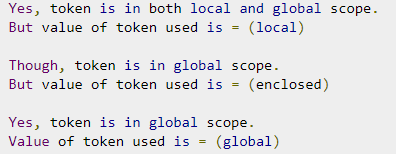 Yes, token is in both local and global scope.
But value of token used is = (local)
Though, token is in global scope.
But value of token used is = (enclosed)
Yes, token is in global scope.
Value of token used is = (global)